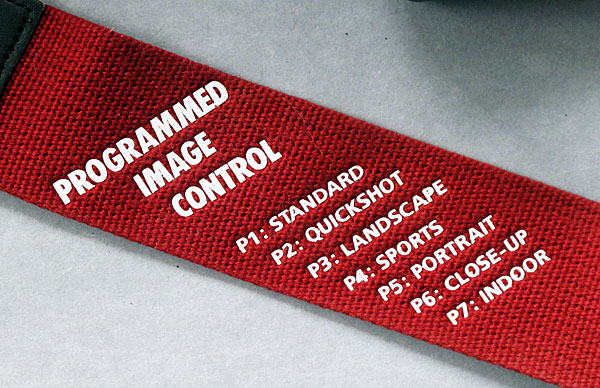 PROGRAMMED
IMAGE
CONTROL
P1: STANDARD
P2: QUICKSHOT
P3: LANDSCAPE
P4: SPORTS
P5: PORTRAIT
P6: CLOSE-UP
P7: INDOOR